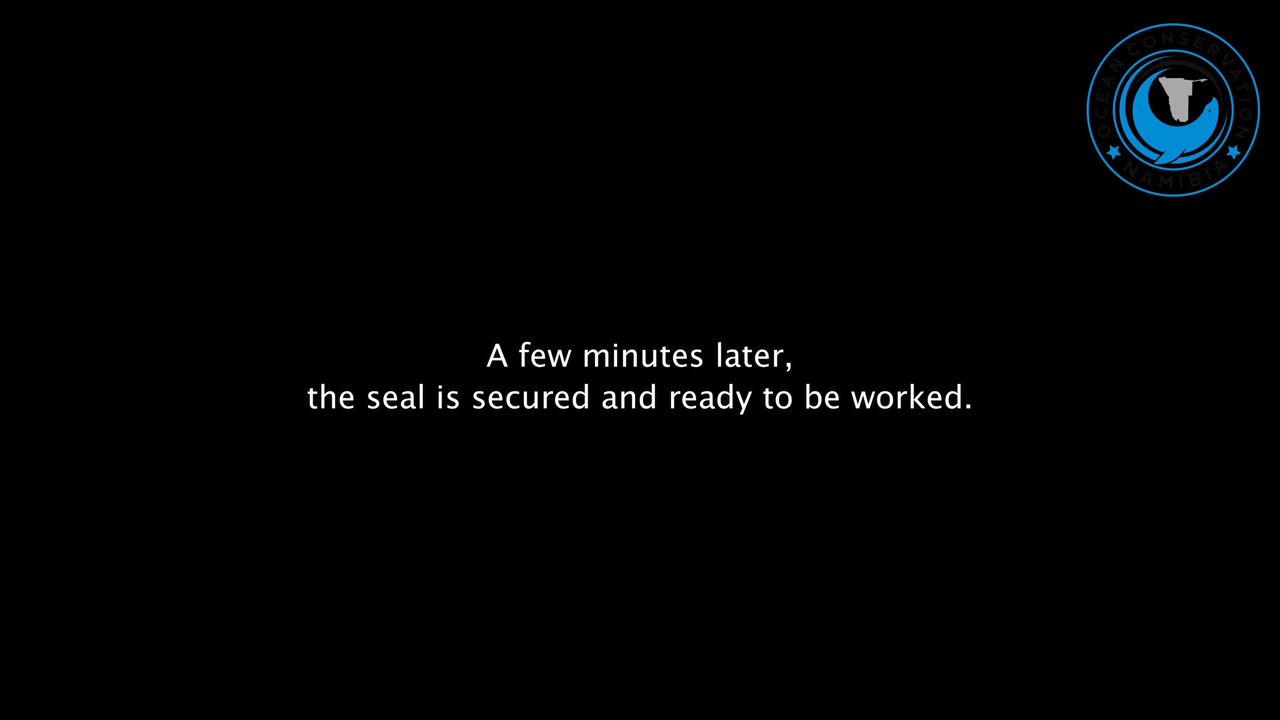 OCEAN CONSERVATION
NAMIBIA
A few minutes later,
the seal is secured and ready to be worked.